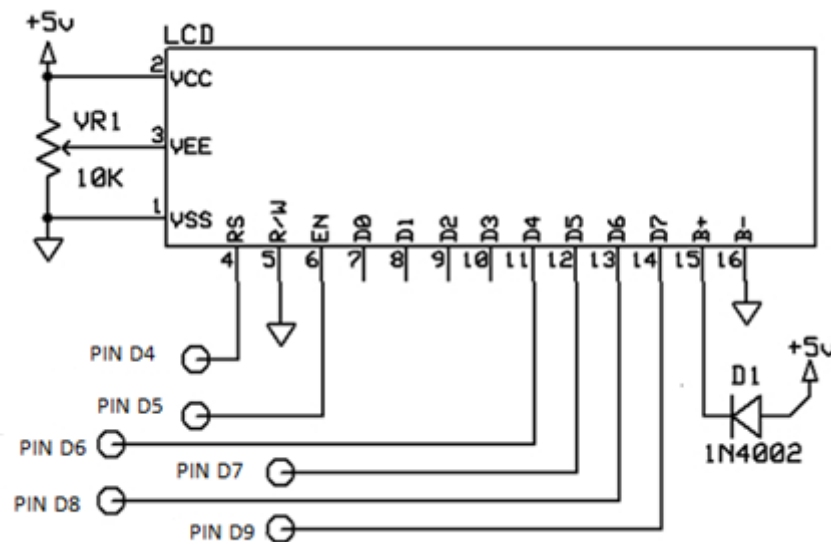 +5v
LCD
2 VCC
VR1
3 VEE
10K
1 VSS
RS R/W EN D0 D1 D2 D3 D4 D5 D6 D7 B+ B-
4 5 6 7 8 9 10 11 12 13 14 15 16
PIN D4
+5v
D1
PIN D5
PIN D6
1N4002
PIN D7
PIN D8
PIN D9